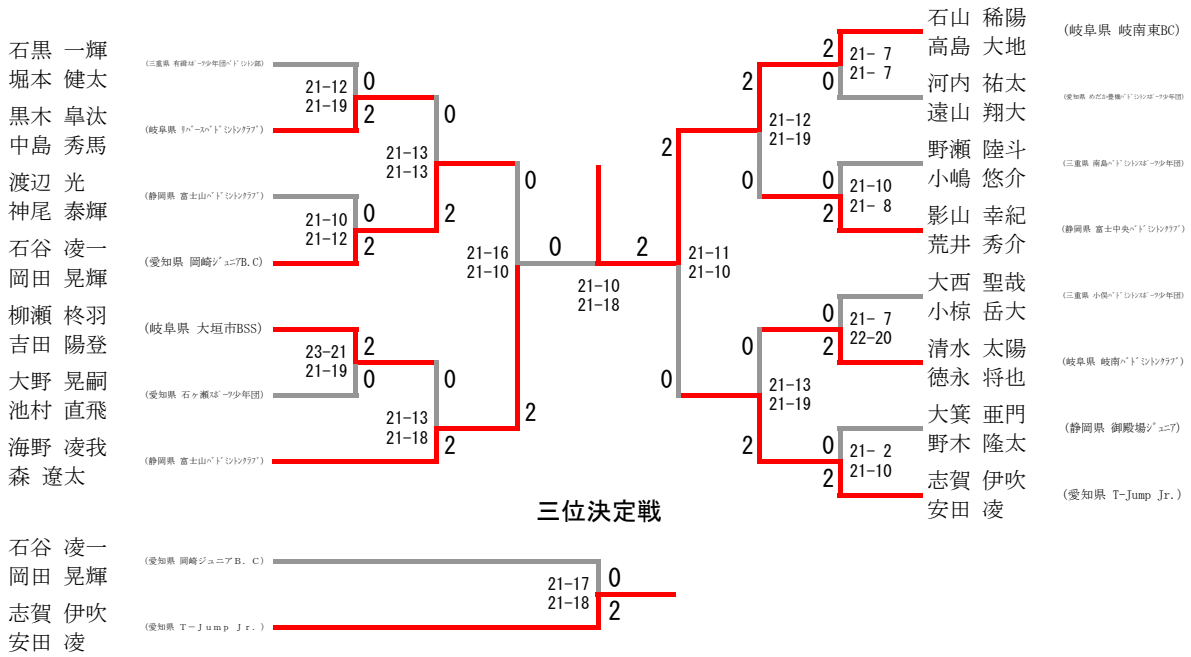 石黒 一輝
堀本 健太
(三重県 有緝スポーツ少年団バドミントン部)
黒木 皐汰
中島 秀馬
(岐阜県 リバースバドミントンクラブ)
渡辺 光
神尾 泰輝
(静岡県 富士山バドミントンクラブ)
石谷 凌一
岡田 晃輝
(愛知県 岡崎ジュニアB.C)
柳瀬 柊羽
吉田 陽登
(岐阜県 大垣市BSS)
大野 晃嗣
池村 直飛
(愛知県 石ヶ瀬スポーツ少年団)
海野 凌我
森 遼太
(静岡県 富士山バドミントンクラブ)
21-12
21-19
0
2
21-10
21-12
0
2
23-21
21-19
2
0
21-13
21-13
0
2
21-13
21-18
0
2
21-16
21-10
0
2
0
2
21-10
21-18
2
0
21-11
21-10
2
0
21-12
21-19
0
2
21-13
21-19
2
0
21- 7
21- 7
0
2
21-10
21- 8
0
2
21- 7
22-20
0
2
21- 2
21-10
石山 稀陽
高島 大地
(岐阜県 岐南東BC)
河内 祐太
遠山 翔大
(愛知県 めだか豊橋バドミントンスポーツ少年団)
野瀬 陸斗
小嶋 悠介
(三重県 南島バドミントンスポーツ少年団)
影山 幸紀
荒井 秀介
(静岡県 富士中央バドミントンクラブ)
大西 聖哉
小椋 岳大
(三重県 小俣バドミントンスポーツ少年団)
清水 太陽
徳永 将也
(岐阜県 岐南バドミントンクラブ)
大箕 亜門
野木 隆太
(静岡県 御殿場ジュニア)
志賀 伊吹
安田 凌
(愛知県 T-Jump Jr.)
三位決定戦
石谷 凌一
岡田 晃輝
(愛知県 岡崎ジュニアB. C)
志賀 伊吹
安田 凌
(愛知県 T-Jump Jr.)
21-17
21-18
0
2